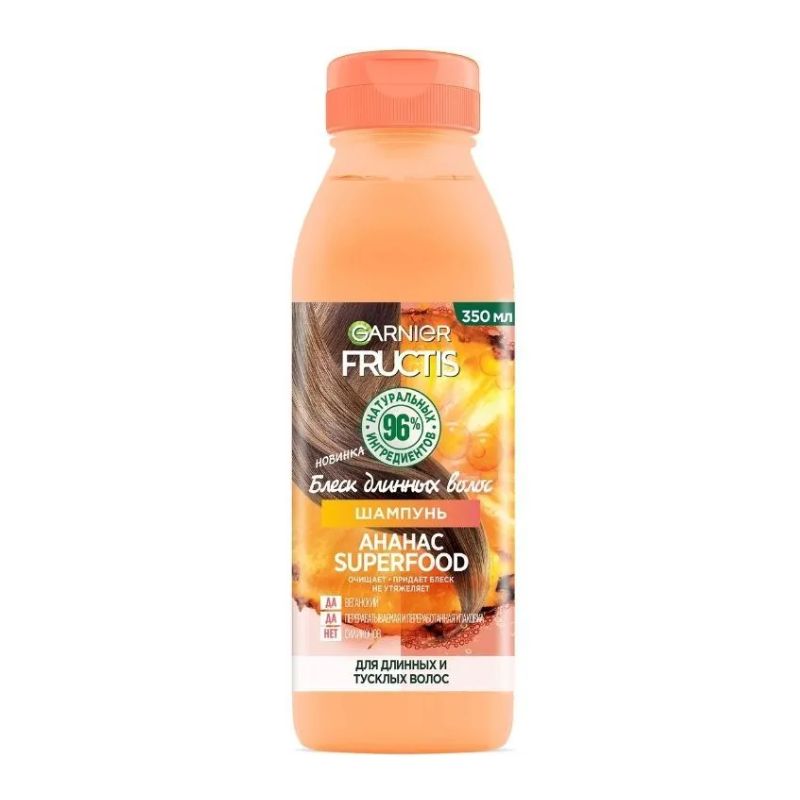 350 МЛ
GARNIER
FRUCTIS
НАТУРАЛЬНЫХ
96%
ИНГРЕДИЕНТОВ
НОВИНКА
Блеск длинных волос
ШАМПУНЬ
АНАНАС
SUPERFOOD
ОЧИЩАЕТ • ПРИДАЕТ БЛЕСК
НЕ УТЯЖЕЛЯЕТ
ДА ВЕГАНСКИЙ
ДА ПЕРЕРАБАТЫВАЕМАЯ И ПЕРЕРАБОТАННАЯ УПАКОВКА
НЕТ СИЛИКОНОВ
ДЛЯ ДЛИННЫХ И
ТУСКЛЫХ ВОЛОС